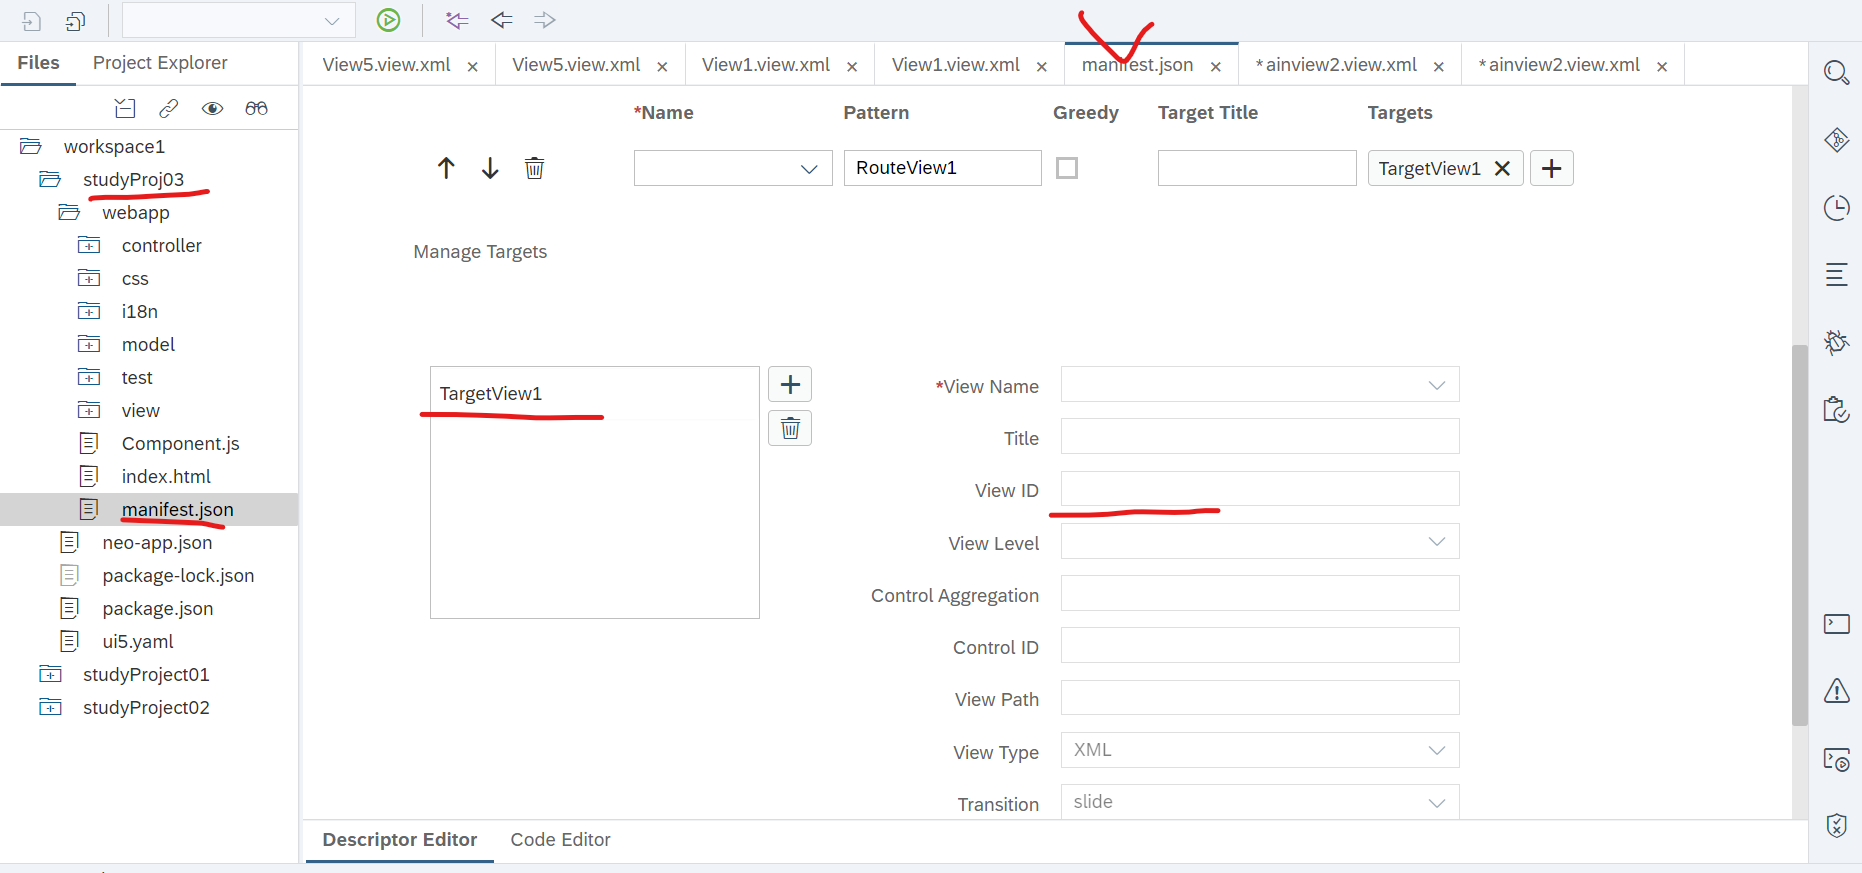 View5.view.xml × View5.view.xml × View1.view.xml × View1.view.xml × manifest.json × *ainview2.view.xml × *ainview2.view.xml ×
Files Project Explorer
workspace1
studyProj03
webapp
controller
css
i18n
model
test
view
Component.js
index.html
manifest.json
neo-app.json
package-lock.json
package.json
ui5.yaml
studyProject01
studyProject02
*Name Pattern Greedy Target Title Targets
RouteView1 TargetView1
Manage Targets
TargetView1
*View Name
Title
View ID
View Level
Control Aggregation
Control ID
View Path
View Type XML
Transition slide
Descriptor Editor Code Editor